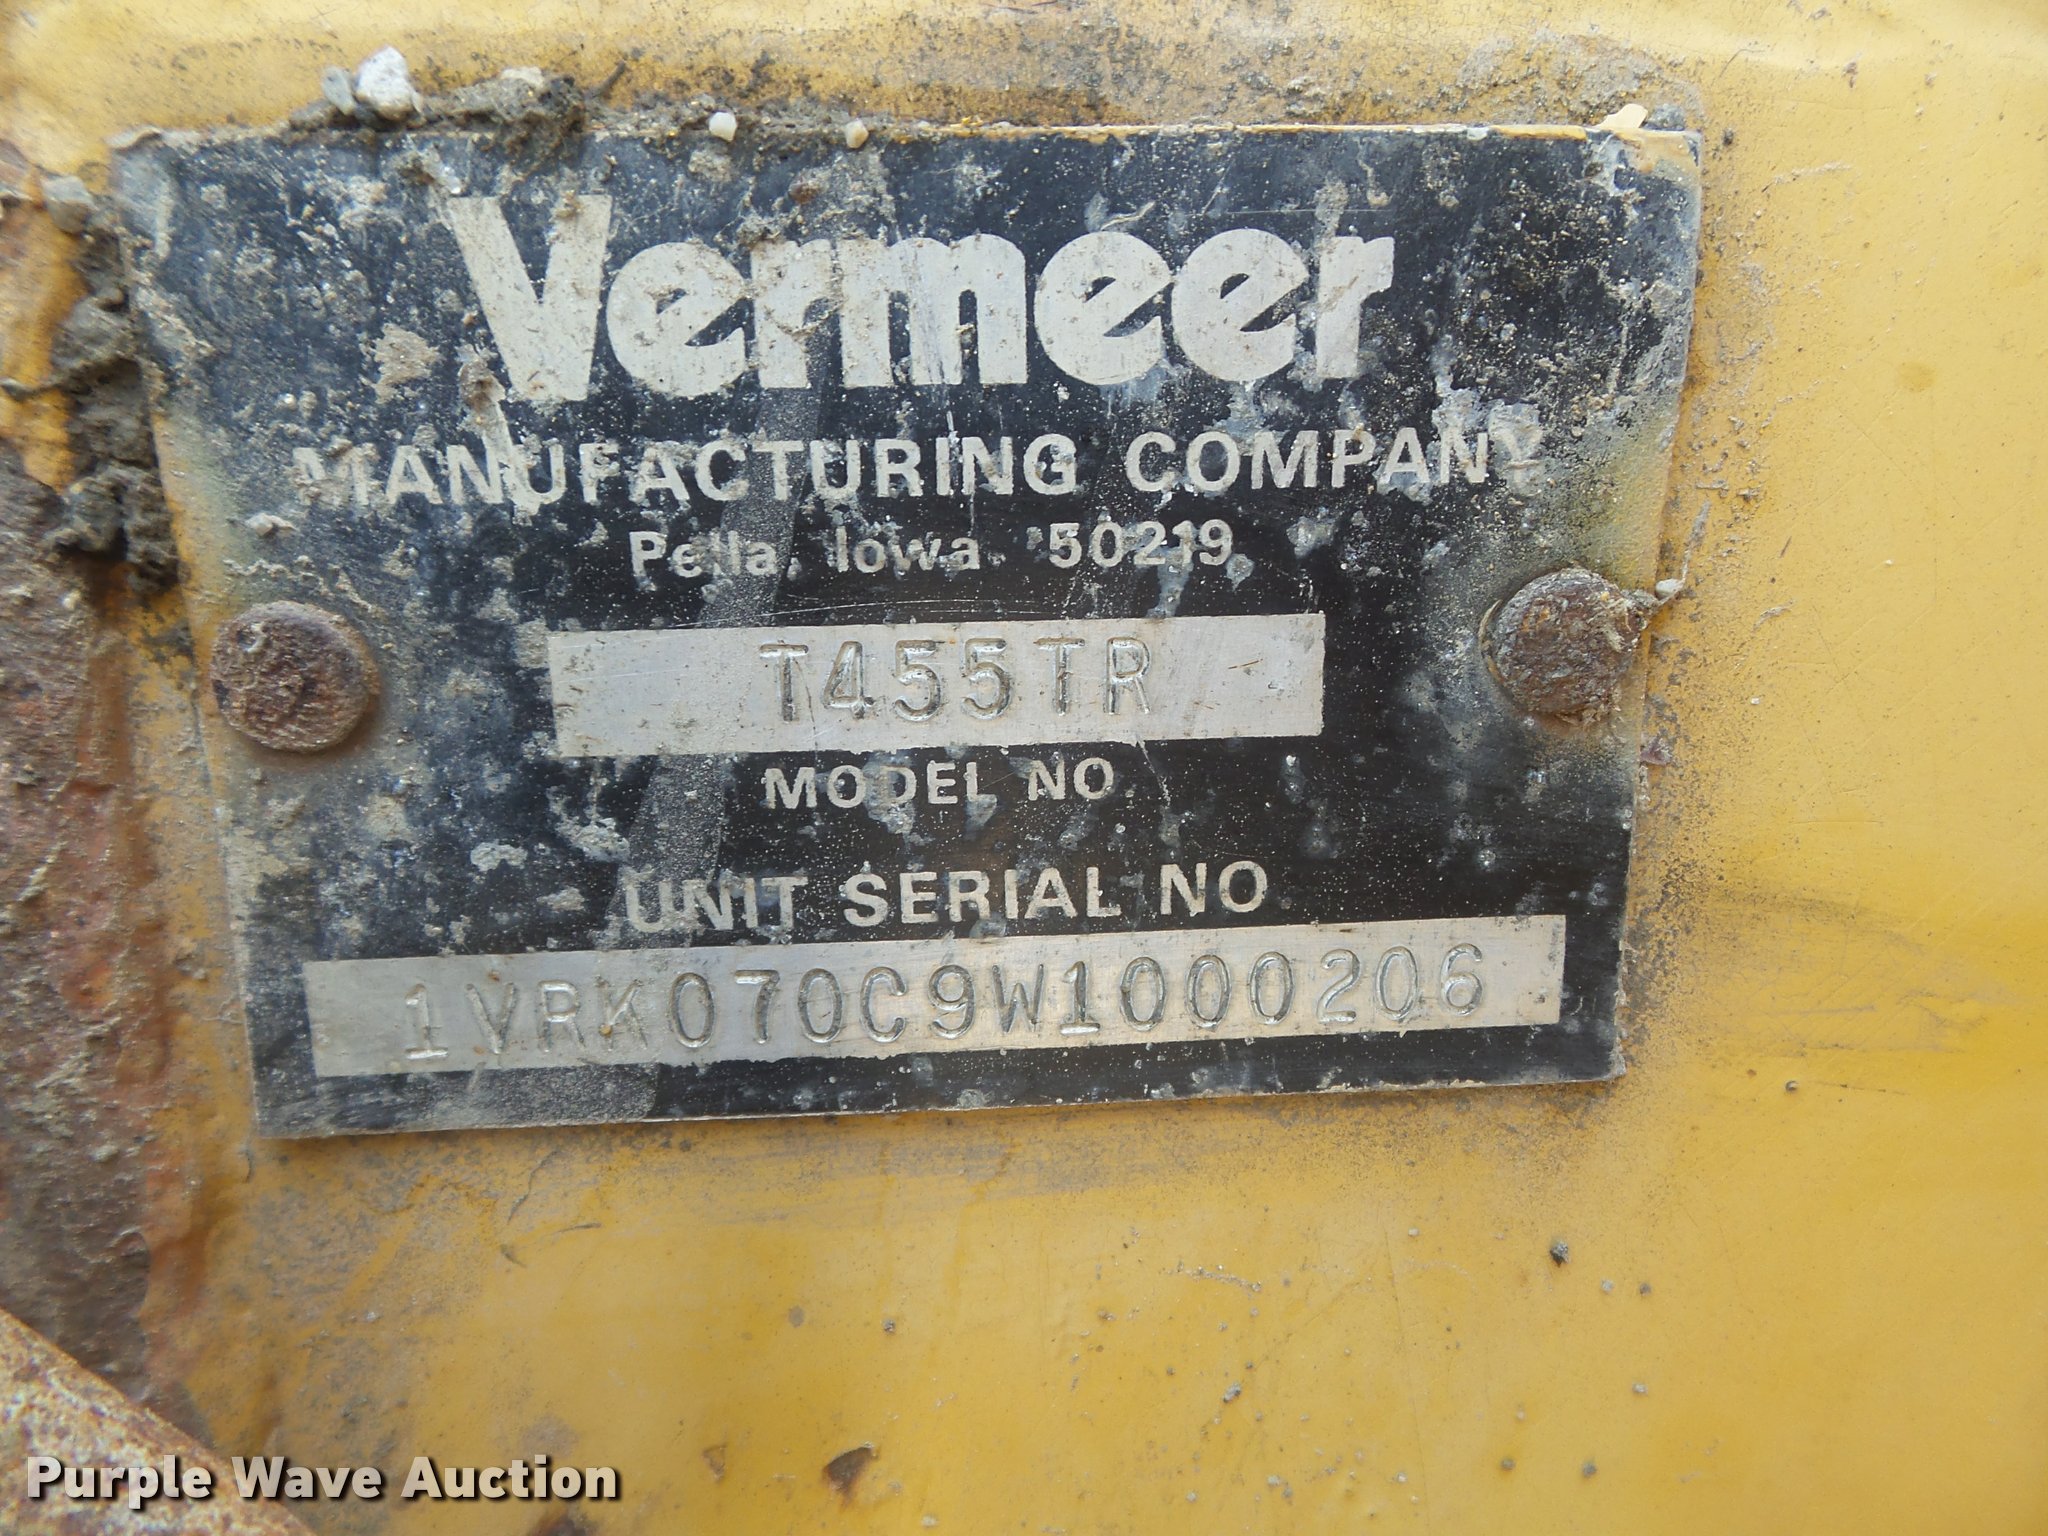 Vermeer
MANUFACTURING COMPANY
Pella, Iowa 50219
T455TR
MODEL NO.
UNIT SERIAL NO
1VRK070C9W1000206
Purple Wave Auction